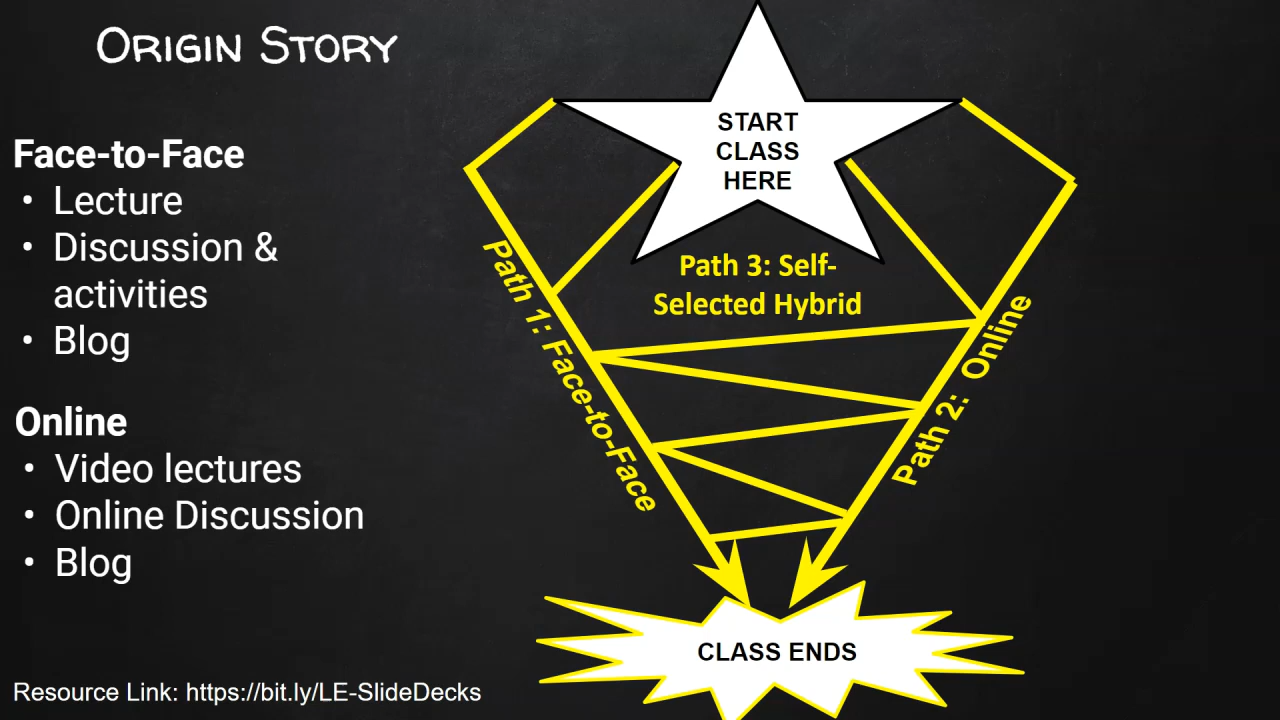 Origin Story
Face-to-Face
• Lecture
• Discussion &
activities
• Blog
Online
• Video lectures
• Online Discussion
• Blog
Resource Link: https://bit.ly/LE-SlideDecks
START
CLASS
HERE
Path 3: Self-
Selected Hybrid
Path 1: Face-to-Face
Path 2: Online
CLASS ENDS